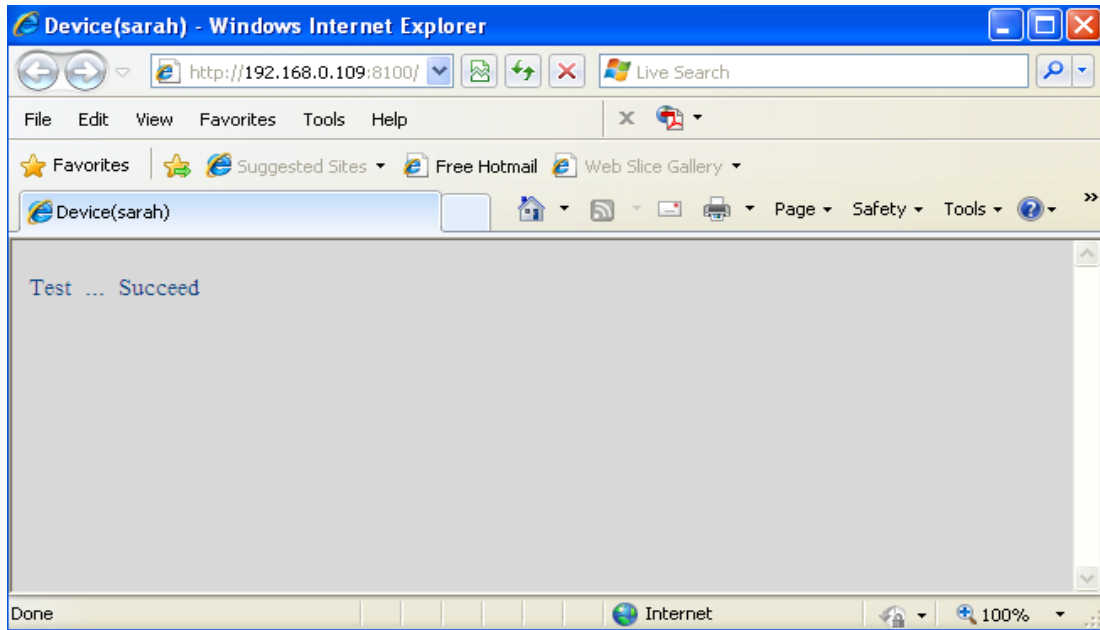 Device(sarah) - Windows Internet Explorer
http://192.168.0.109:8100/ Live Search
File Edit View Favorites Tools Help
Favorites Suggested Sites Free Hotmail Web Slice Gallery
Device(sarah) Page Safety Tools
Test ... Succeed
Done Internet 100%